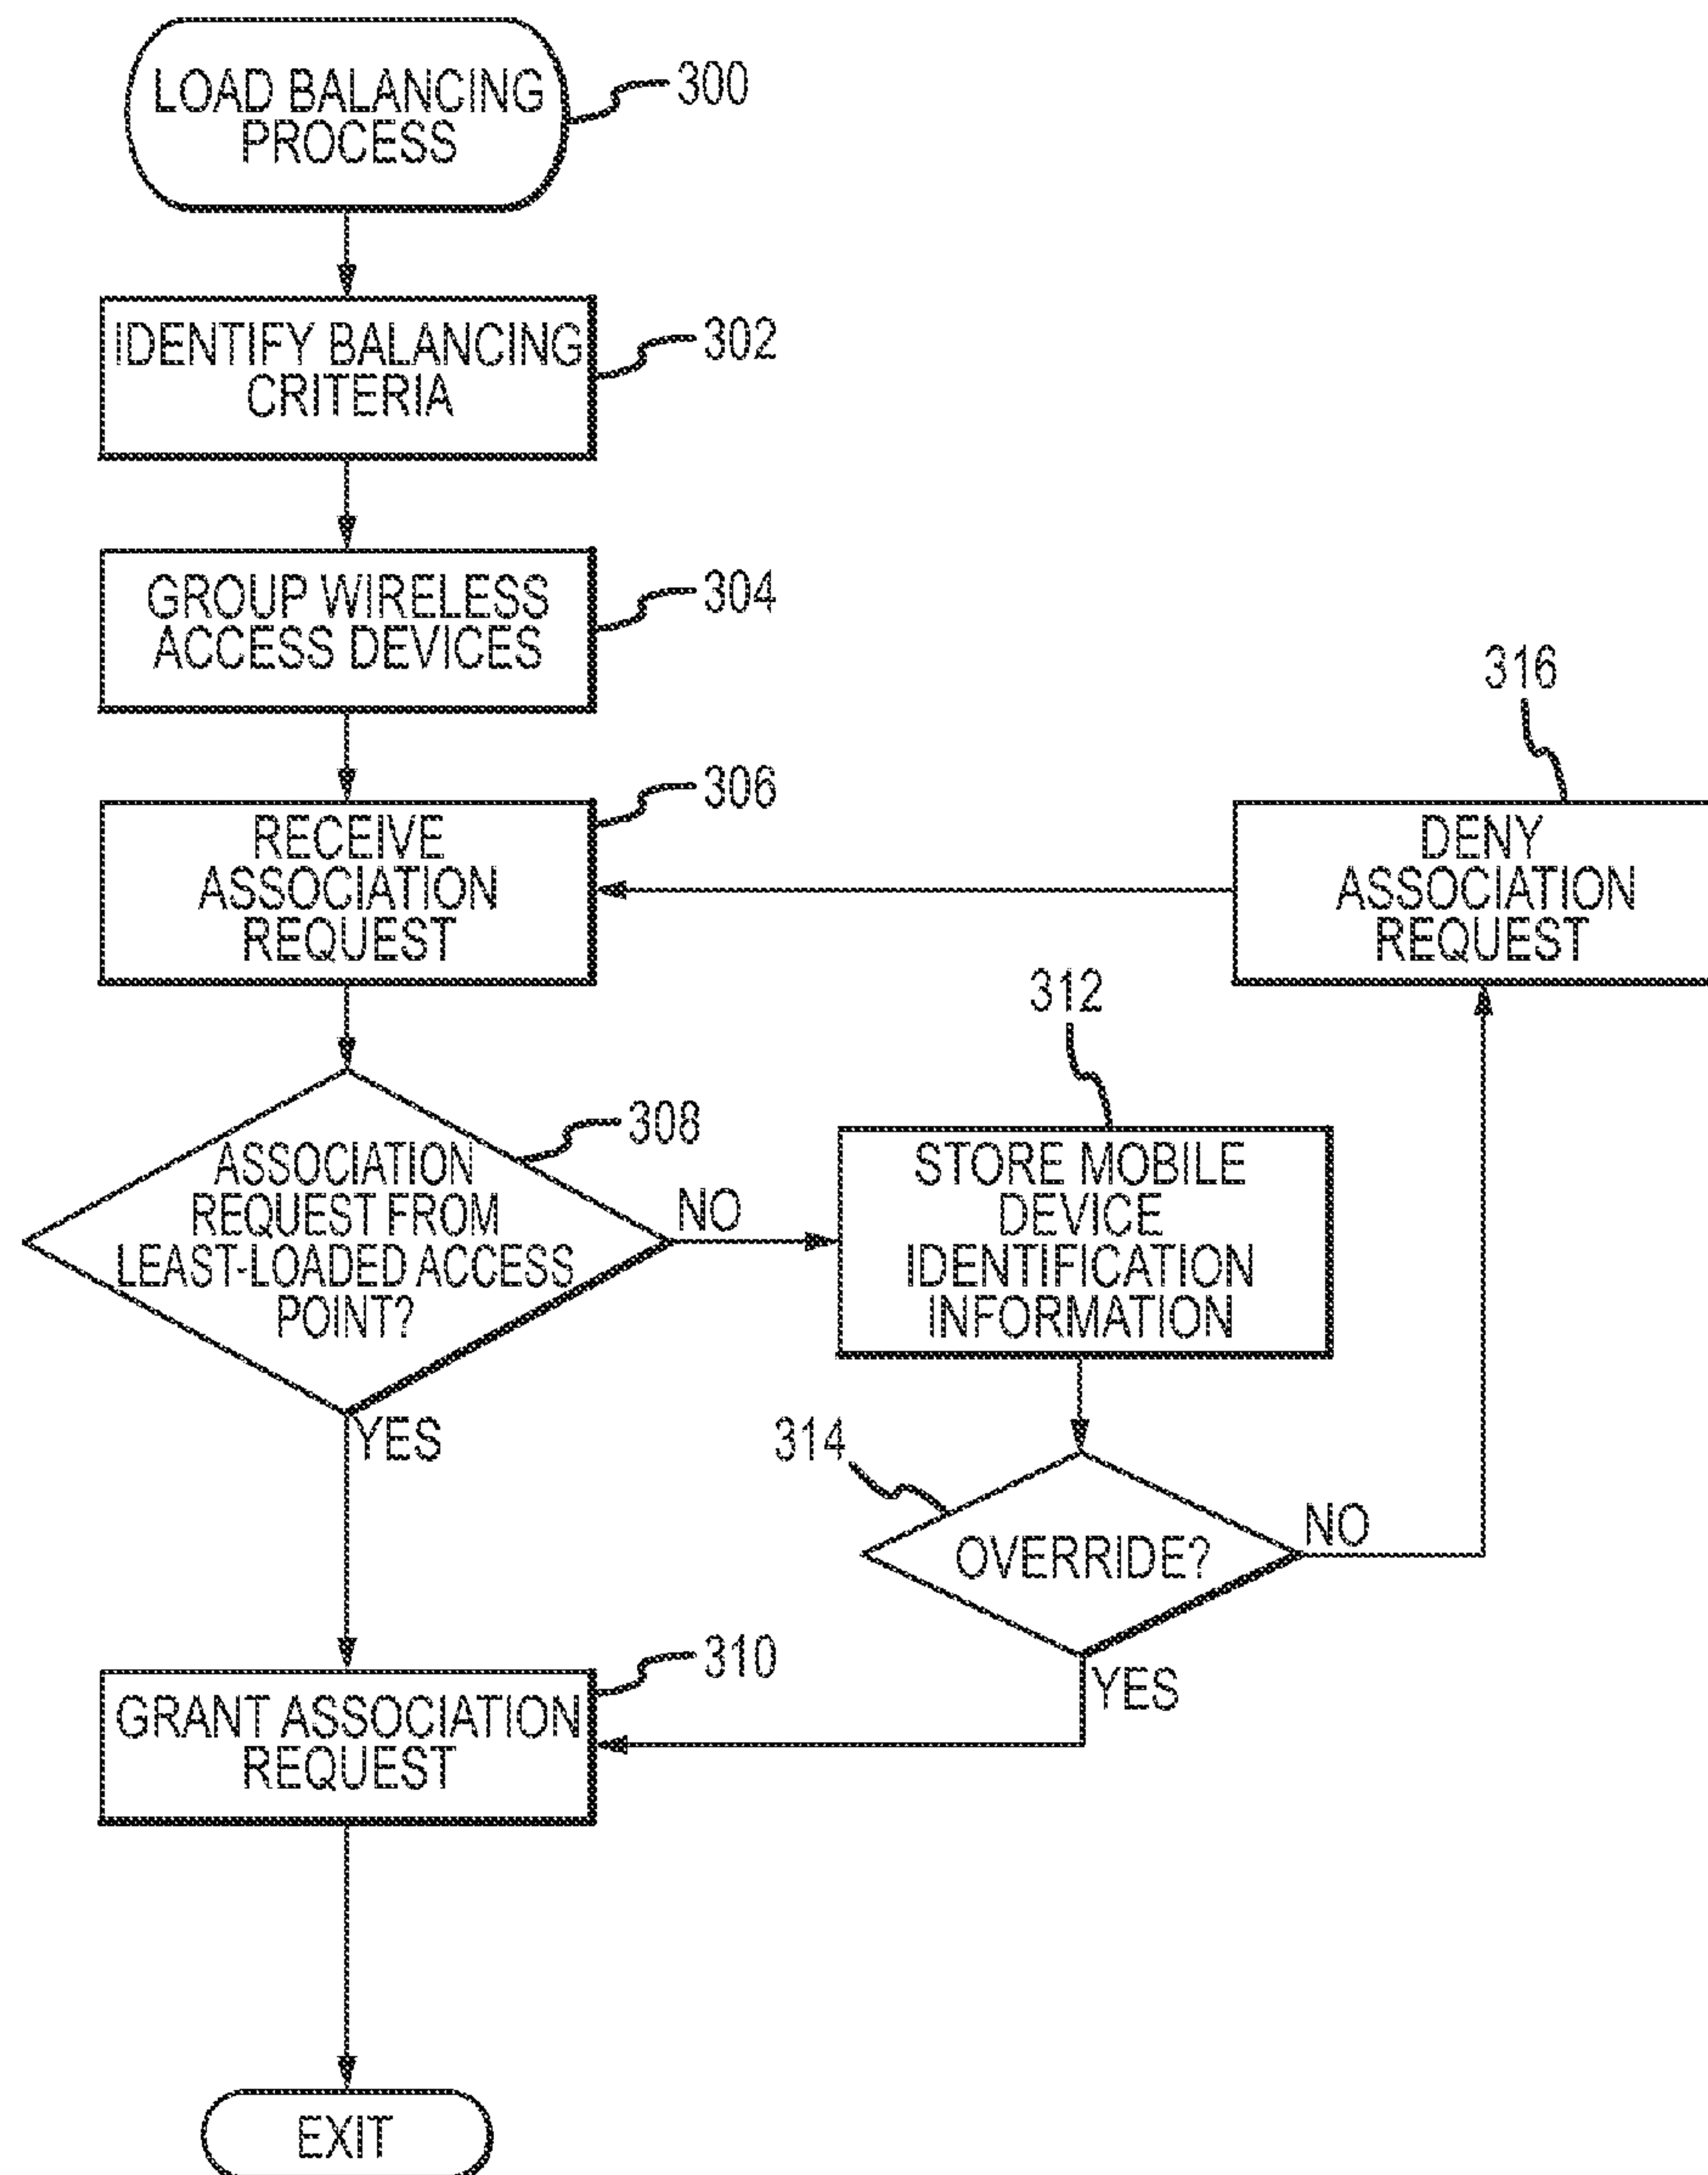 LOAD BALANCING
PROCESS
300
IDENTIFY BALANCING
CRITERIA
302
GROUP WIRELESS
ACCESS DEVICES
304
316
306
RECEIVE
ASSOCIATION
REQUEST
DENY
ASSOCIATION
REQUEST
312
308
ASSOCIATION
REQUEST FROM
LEAST-LOADED ACCESS
POINT?
NO
STORE MOBILE
DEVICE
IDENTIFICATION
INFORMATION
YES
314
OVERRIDE?
NO
YES
310
GRANT ASSOCIATION
REQUEST
EXIT